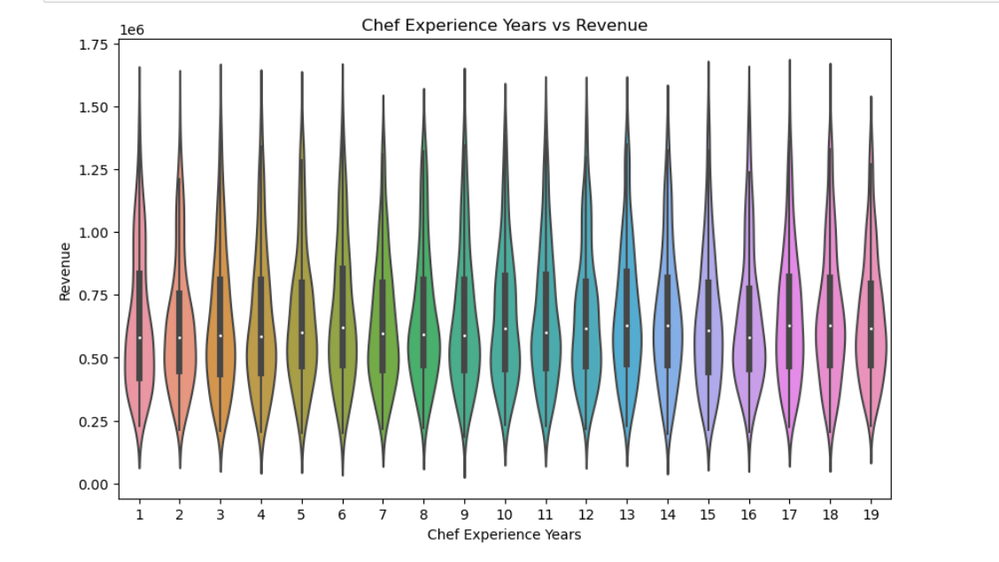 Chef Experience Years vs Revenue
1e6
1.75
1.50
1.25
1.00
0.75
0.50
0.25
0.00
Revenue
1 2 3 4 5 6 7 8 9 10 11 12 13 14 15 16 17 18 19
Chef Experience Years